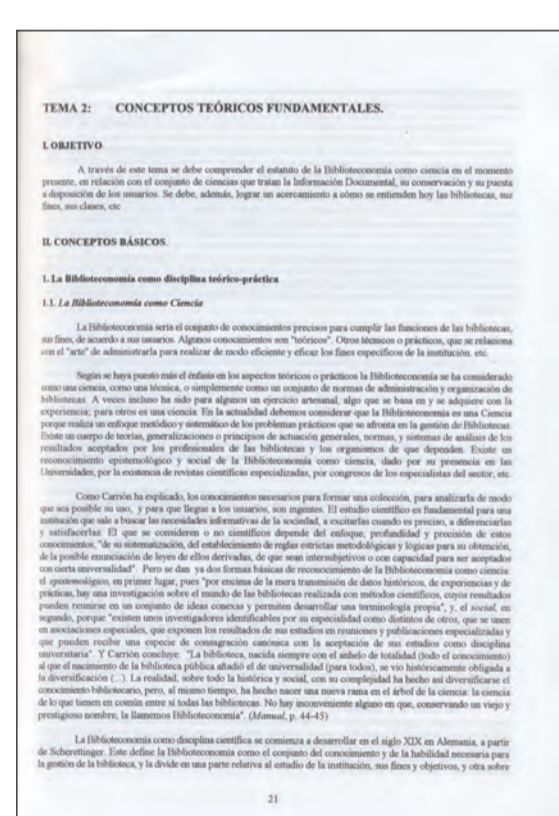 TEMA 2: CONCEPTOS TEÓRICOS FUNDAMENTALES.
I. OBJETIVO
A través de este tema se debe comprender el estatuto de la Biblioteconomía como ciencia en el momento
presente, en relación con el conjunto de ciencias que tratan la Información Documental, su conservación y su puesta
a disposición de los usuarios. Se debe, además, lograr un acercamiento a cómo se entienden hoy las bibliotecas, sus
fines, sus clases, etc
II. CONCEPTOS BÁSICOS.
1. La Biblioteconomía como disciplina teórico-práctica
1.1. La Biblioteconomía como Ciencia
La Biblioteconomía sería el conjunto de conocimientos precisos para cumplir las funciones de las bibliotecas,
sus fines, de acuerdo a sus usuarios. Algunos conocimientos son "teóricos". Otros técnicos o prácticos, que se relaciona
con el "arte" de administrarla para realizar de modo eficiente y eficaz los fines específicos de la institución. etc.
Según se haya puesto más el énfasis en los aspectos teóricos o prácticos la Biblioteconomía se ha considerado
como una ciencia, como una técnica, o simplemente como un conjunto de normas de administración y organización de
bibliotecas. A veces incluso ha sido para algunos un ejercicio artesanal, algo que se basa en y se adquiere con la
experiencia; para otros es una ciencia. En la actualidad debemos considerar que la Biblioteconomía es una Ciencia
porque realiza un enfoque metódico y sistemático de los problemas prácticos que se afronta en la gestión de Bibliotecas.
Existe un cuerpo de teorías, generalizaciones o principios de actuación generales, normas, y sistemas de análisis de los
resultados aceptados por los profesionales de las bibliotecas y los organismos de que dependen. Existe un
reconocimiento epistemológico y social de la Biblioteconomía como ciencia, dado por su presencia en las
Universidades, por la existencia de revistas científicas especializadas, por congresos de los especialistas del sector, etc.
Como Carrión ha explicado, los conocimientos necesarios para formar una colección, para analizarla de modo
que sea posible su uso, y para que llegue a los usuarios, son ingentes. El estudio científico es fundamental para una
institución que sale a buscar las necesidades informativas de la sociedad, a excitarlas cuando es preciso, a diferenciarlas
y satisfacerlas. El que se consideren o no científicos depende del enfoque, profundidad y precisión de estos
conocimientos, "de su sistematización, del establecimiento de reglas estrictas metodológicas y lógicas para su obtención,
de la posible enunciación de leyes de ellos derivadas, de que sean intersubjetivos o con capacidad para ser aceptados
con cierta universalidad". Pero se dan ya dos formas básicas de reconocimiento de la Biblioteconomía como ciencia:
el epistemológico, en primer lugar, pues "por encima de la mera transmisión de datos históricos, de experiencias y de
prácticas, hay una investigación sobre el mundo de las bibliotecas realizada con métodos científicos, cuyos resultados
pueden reunirse en un conjunto de ideas conexas y permiten desarrollar una terminología propia", y, el social, en
segundo, porque "existen unos investigadores identificables por su especialidad como distintos de otros, que se unen
en asociaciones especiales, que exponen los resultados de sus estudios en reuniones y publicaciones especializadas y
que pueden recibir una especie de consagración canónica con la aceptación de sus estudios como disciplina
universitaria". Y Carrión concluye: "La biblioteca, nacida siempre con el anhelo de totalidad (todo el conocimiento)
al que el nacimiento de la biblioteca pública añadió el de universalidad (para todos), se vio históricamente obligada a
la diversificación (...). La realidad, sobre todo la histórica y social, con su complejidad ha hecho así diversificarse el
conocimiento bibliotecario, pero, al mismo tiempo, ha hecho nacer una nueva rama en el árbol de la ciencia: la ciencia
de lo que tienen en común entre sí todas las bibliotecas. No hay inconveniente alguno en que, conservando un viejo y
prestigioso nombre, la llamemos Biblioteconomía". (Manual, p. 44-45)
La Biblioteconomía como disciplina científica se comienza a desarrollar en el siglo XIX en Alemania, a partir
de Scherettinger. Este define la Biblioteconomía como el conjunto del conocimiento y de la habilidad necesaria para
la gestión de la biblioteca, y la divide en una parte relativa al estudio de la institución, sus fines y objetivos, y otra sobre
21